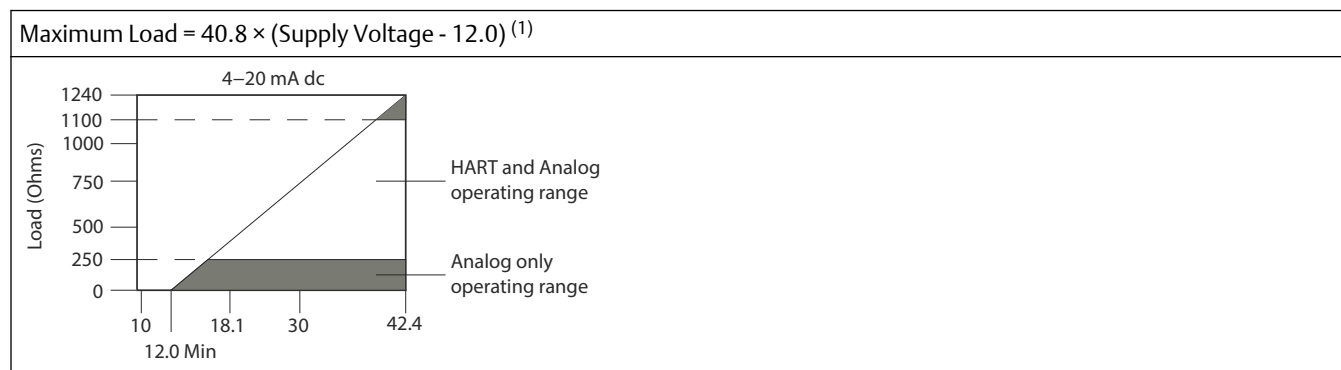 Maximum Load = 40.8 × (Supply Voltage - 12.0) (1)
4–20 mA dc
Load (Ohms)
1240
1100
1000
750
500
250
0
HART and Analog
operating range
Analog only
operating range
10
18.1
30
42.4
12.0 Min